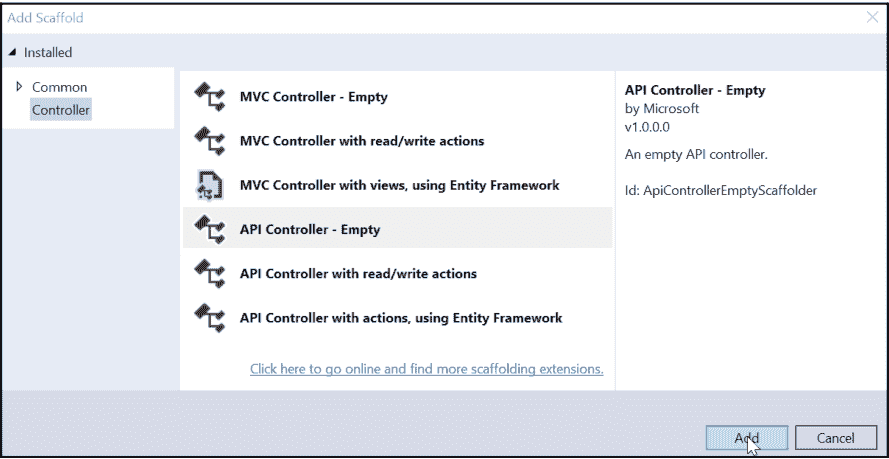 Add Scaffold
Installed
Common
Controller
MVC Controller - Empty
MVC Controller with read/write actions
MVC Controller with views, using Entity Framework
API Controller - Empty
API Controller with read/write actions
API Controller with actions, using Entity Framework
Click here to go online and find more scaffolding extensions.
API Controller - Empty
by Microsoft
v1.0.0.0
An empty API controller.
Id: ApiControllerEmptyScaffolder
Add
Cancel